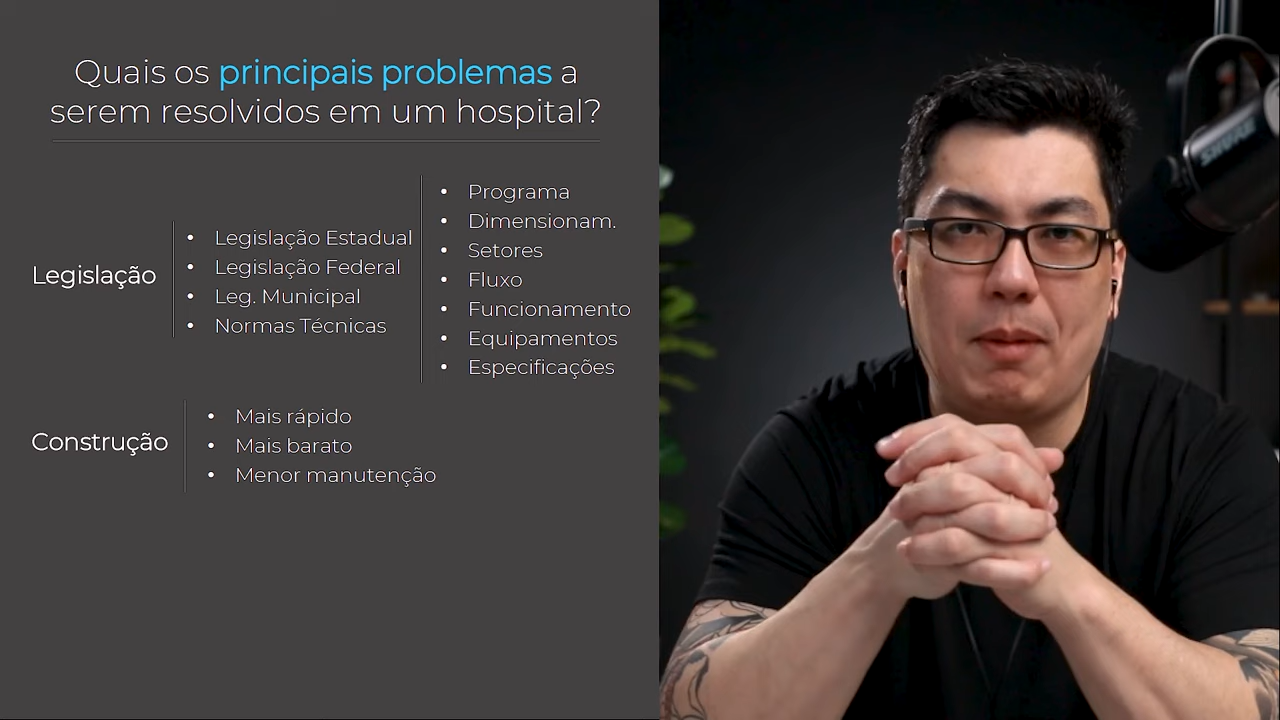 Quais os principais problemas a
serem resolvidos em um hospital?
Legislação
• Legislação Estadual
• Legislação Federal
• Leg. Municipal
• Normas Técnicas
• Programa
• Dimensionam.
• Setores
• Fluxo
• Funcionamento
• Equipamentos
• Especificações
Construção
• Mais rápido
• Mais barato
• Menor manutenção
SHURE